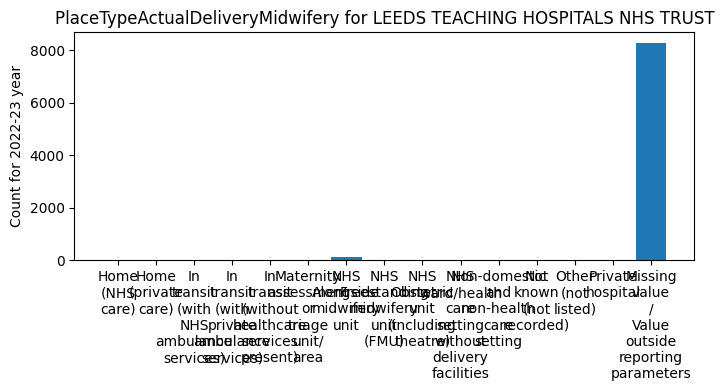 PlaceTypeActualDeliveryMidwifery for LEEDS TEACHING HOSPITALS NHS TRUST
Count for 2022-23 year
8000
6000
4000
2000
0
Home
(NHS
care)
Home
(private
care)
In
transit
(with
NHS
ambulance
services)
In
transit
(with
private
ambulance
services)
In
transit
(without
healthcare
services
present)
Maternity
assessment
or
triage
unit/
area
NHS
Alongside
midwifery
unit
NHS
Freestanding
midwifery
unit
(FMU)
NHS
Obstetric
unit
(including
theatre)
NHS
ward/health
care
setting
without
delivery
facilities
Non-domestic
and
non-health
care
setting
Not
known
(not
recorded)
Other
(not
listed)
Private
hospital
Missing
value
/
Value
outside
reporting
parameters